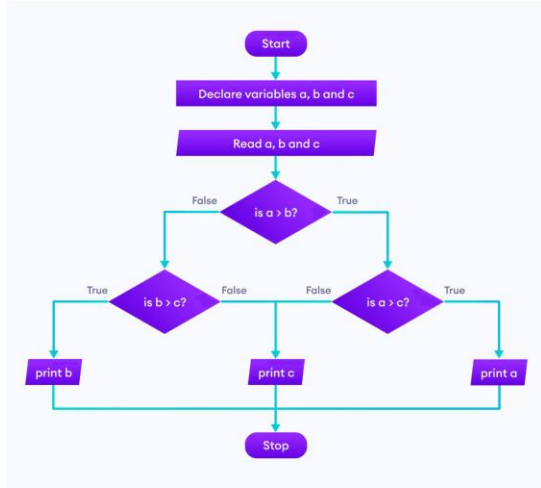 Start
Declare variables a, b and c
Read a, b and c
False
True
is a > b?
True
is b > c?
False
False
is a > c?
True
print b
print c
print a
Stop